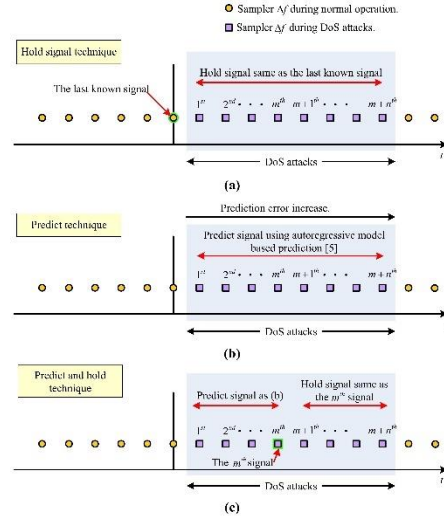 Sampler Δf during normal operation.
Sampler Δf during DoS attacks.
(a)
Hold signal technique
Hold signal same as the last known signal
The last known signal
1st 2nd · · · mth m+1th · · · m+nth
t
DoS attacks
(a)
Prediction error increase.
Predict technique
Predict signal using autoregressive model
based prediction [5]
1st 2nd · · · mth m+1th · · · m+nth
t
DoS attacks
(b)
Predict and hold
technique
Predict signal as (b)
Hold signal same as
the mth signal
1st 2nd · · · mth m+1th · · · m+nth
The mth signal
t
DoS attacks
(c)